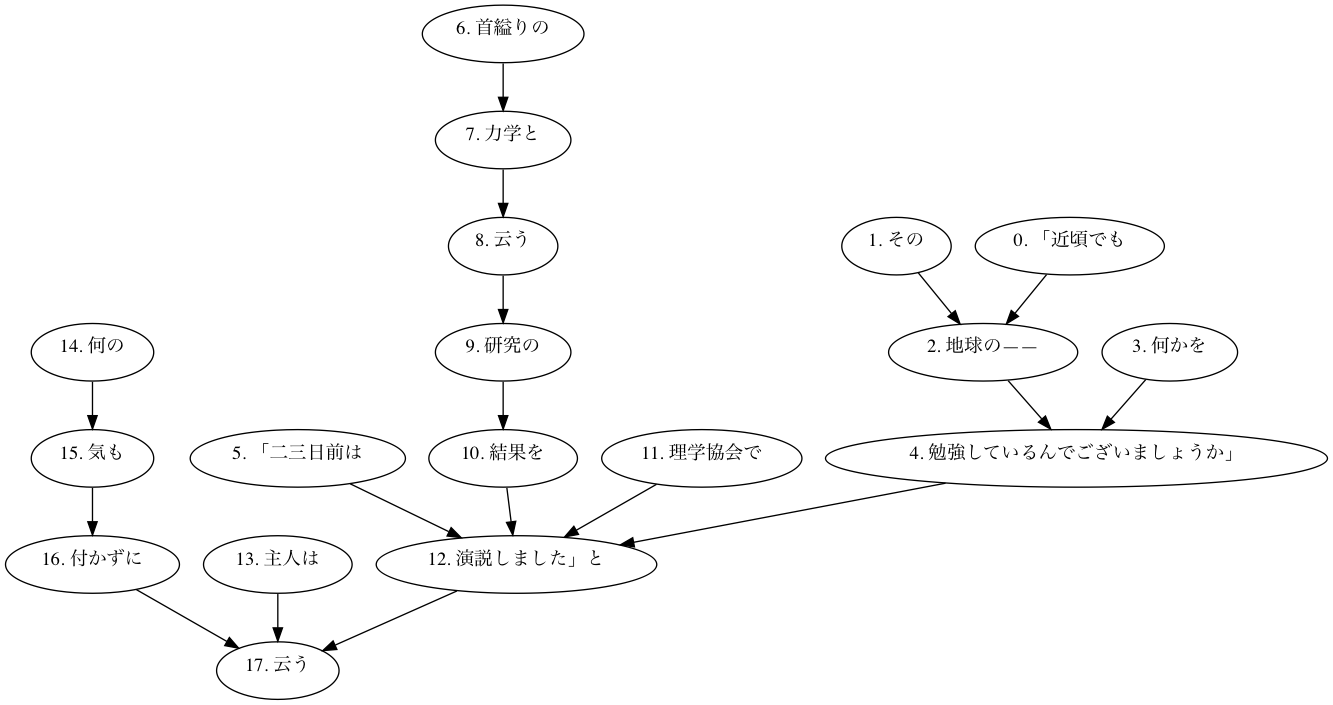 6. 首縊りの
7. 力学と
8. 云う
1. その
0. 「近頃でも
14. 何の
9. 研究の
2. 地球の——
3. 何かを
15. 気も
5. 「二三日前は
10. 結果を
11. 理学協会で
4. 勉強しているんでございましょうか」
16. 付かずに
13. 主人は
12. 演説しました」と
17. 云う